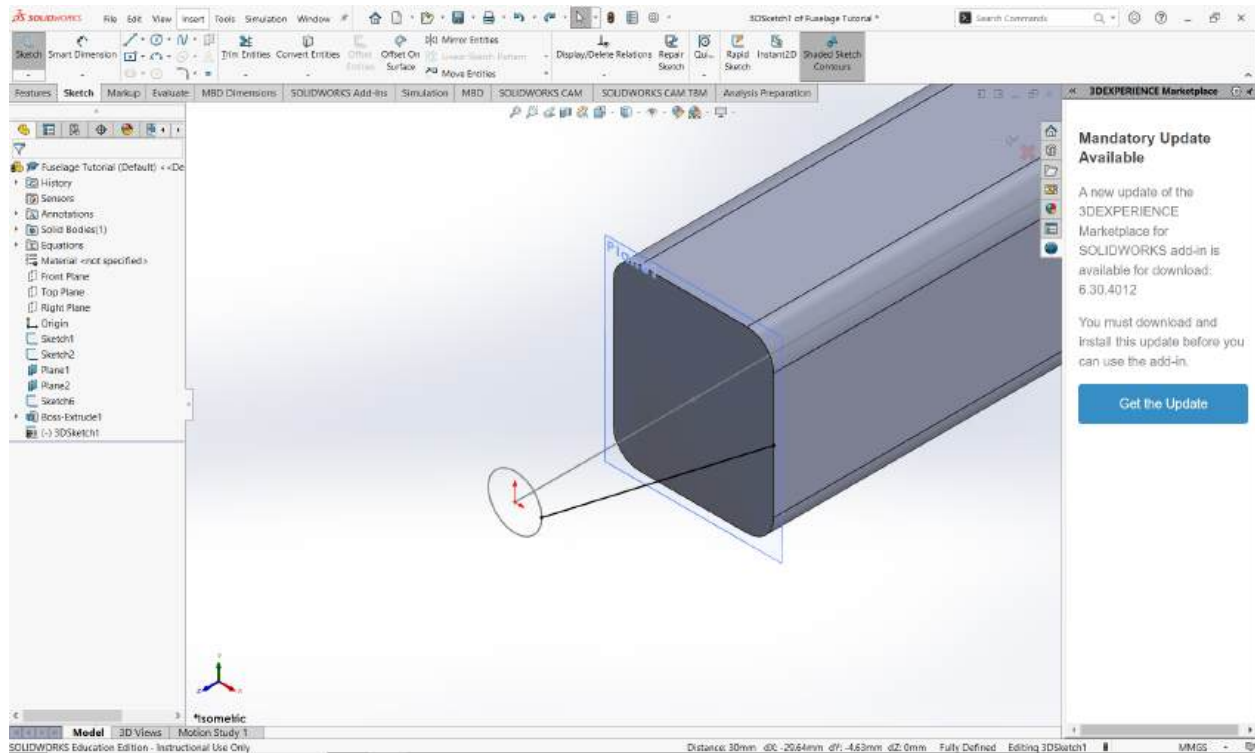 SOLIDWORKS File Edit View Insert Tools Simulation Window
3DSketch1 of Fuselage Tutorial *
Search Commands
Sketch Smart Dimension Trim Entities Convert Entities Offset Entities Offset On Surface Mirror Entities Linear Sketch Pattern Move Entities Display/Delete Relations Repair Sketch Qui... Rapid Sketch Instant2D Shaded Sketch Contours
Features Sketch Markup Evaluate MBD Dimensions SOLIDWORKS Add-Ins Simulation MBD SOLIDWORKS CAM SOLIDWORKS CAM TBM Analysis Preparation
3DEXPERIENCE Marketplace
Fuselage Tutorial (Default) <<De
History
Sensors
Annotations
Solid Bodies(1)
Equations
Material <not specified>
Front Plane
Top Plane
Right Plane
Origin
Sketch1
Sketch2
Plane1
Plane2
Sketch6
Boss-Extrude1
(-) 3DSketch1
Mandatory Update
Available
A new update of the
3DEXPERIENCE
Marketplace for
SOLIDWORKS add-in is
available for download:
6.30.4012
You must download and
install this update before you
can use the add-in.
Get the Update
*Isometric
Model 3D Views Motion Study 1
SOLIDWORKS Education Edition - Instructional Use Only
Distance: 30mm dX: -29.64mm dY: -4.63mm dZ: 0mm Fully Defined Editing 3DSketch1 MMGS